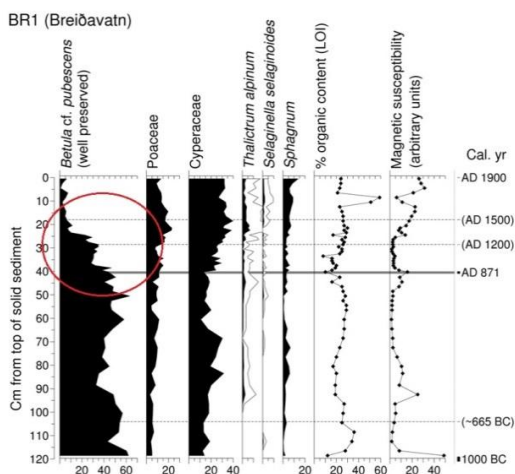 BR1 (Breiðavatn)
Betula cf. pubescens
(well preserved)
Poaceae
Cyperaceae
Thalictrum alpinum
Selaginella selaginoides
Sphagnum
% organic content (LOI)
Magnetic susceptibility
(arbitrary units)
Cal. yr
Cm from top of solid sediment
0
10
20
30
40
50
60
70
80
90
100
110
120
AD 1900
(AD 1500)
(AD 1200)
AD 871
(~665 BC)
1000 BC
20 40 60 20 20 40 20 40 60 20 40